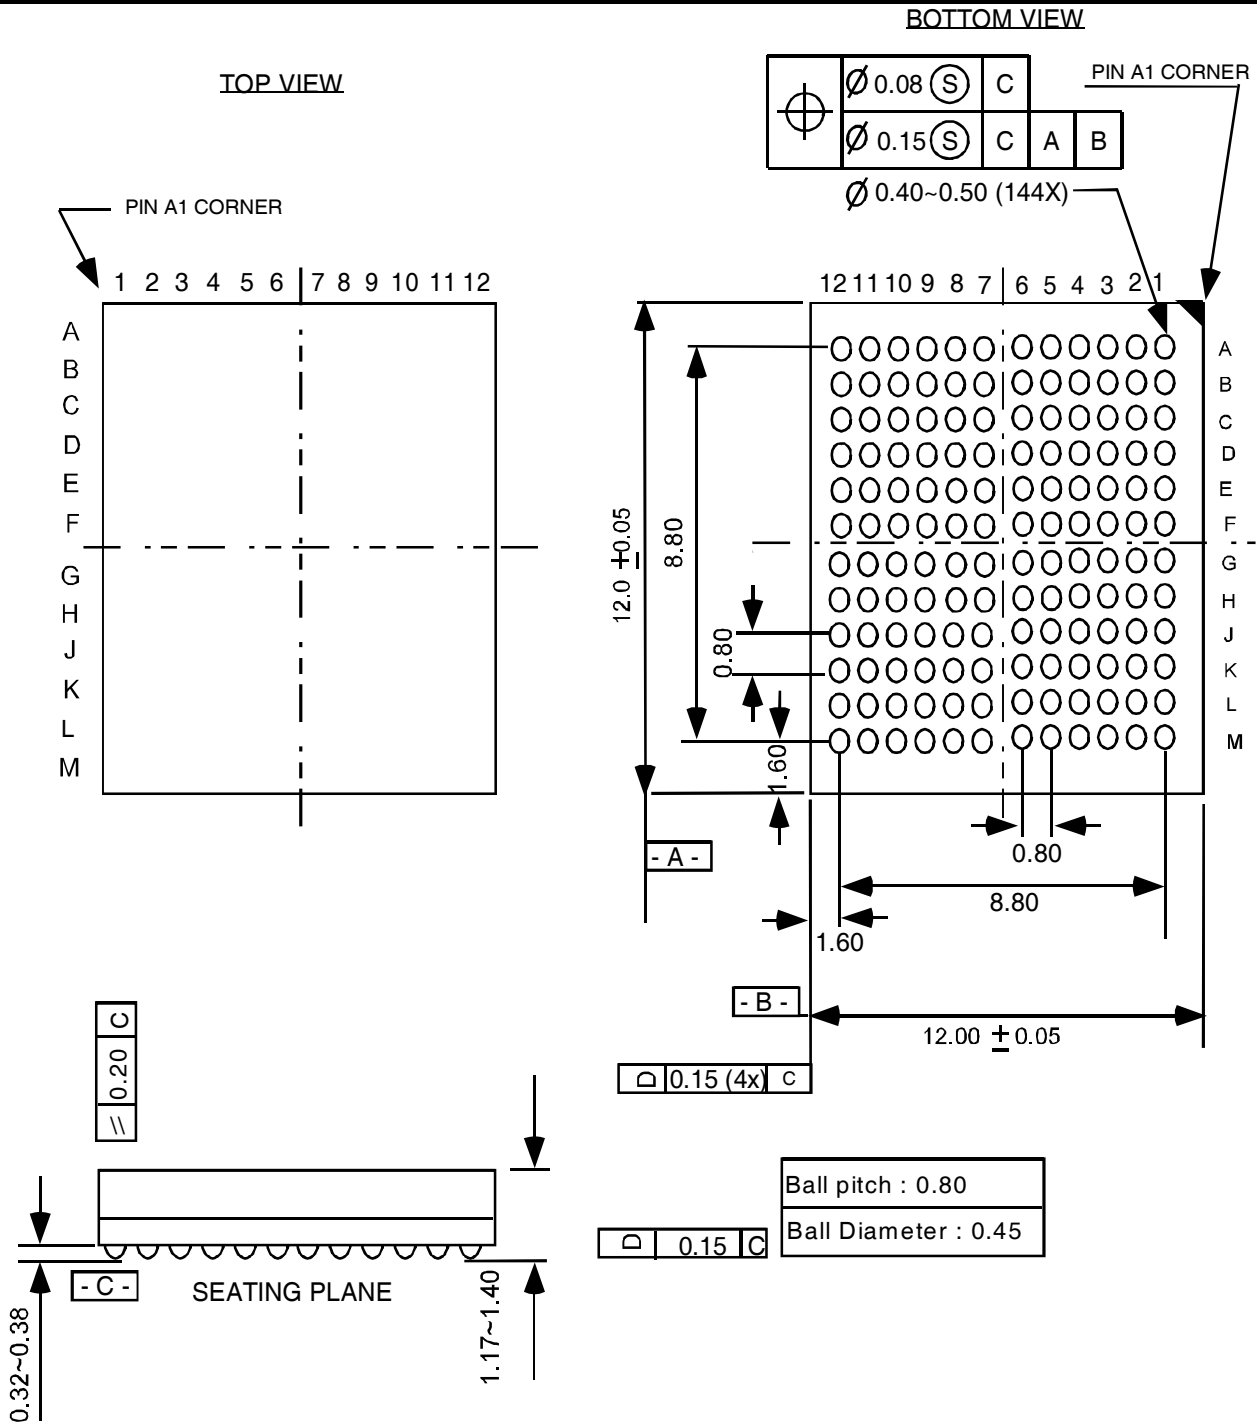 BOTTOM VIEW
TOP VIEW
PIN A1 CORNER
Ø 0.08 Ⓢ C
Ø 0.15 Ⓢ C A B
Ø 0.40~0.50 (144X)
PIN A1 CORNER
1 2 3 4 5 6 7 8 9 10 11 12
12 11 10 9 8 7 6 5 4 3 2 1
A
B
C
D
E
F
G
H
J
K
L
M
A
B
C
D
E
F
G
H
J
K
L
M
12.0 ±0.05
8.80
0.80
1.60
0.80
- A -
8.80
1.60
- B -
12.00 ± 0.05
D 0.15 (4x) C
\\ 0.20 C
Ball pitch : 0.80
Ball Diameter : 0.45
D 0.15 C
- C -
SEATING PLANE
0.32~0.38
1.17~1.40